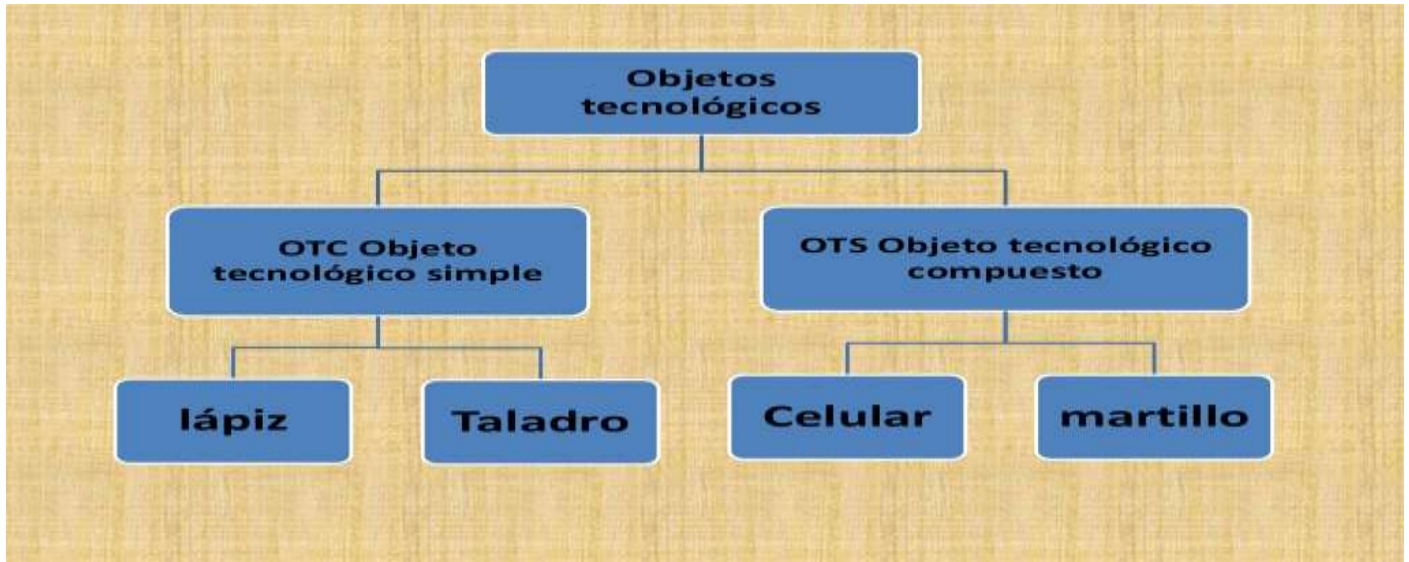 Objetos
tecnológicos
OTC Objeto
tecnológico simple
OTS Objeto tecnológico
compuesto
lápiz
Taladro
Celular
martillo